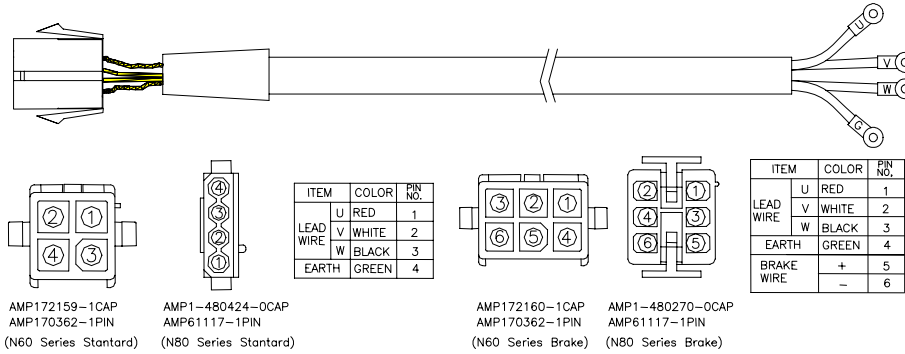 U
V
W
G
2 1
4 3
4
3
2
1
ITEM COLOR PIN NO.
LEAD WIRE U RED 1
V WHITE 2
W BLACK 3
EARTH GREEN 4
3 2 1
6 5 4
2 1
4 3
6 5
ITEM COLOR PIN NO.
LEAD WIRE U RED 1
V WHITE 2
W BLACK 3
EARTH GREEN 4
BRAKE WIRE + 5
− 6
AMP172159-1CAP
AMP170362-1PIN
(N60 Series Stantard)
AMP1-480424-0CAP
AMP61117-1PIN
(N80 Series Stantard)
AMP172160-1CAP
AMP170362-1PIN
(N60 Series Brake)
AMP1-480270-0CAP
AMP61117-1PIN
(N80 Series Brake)